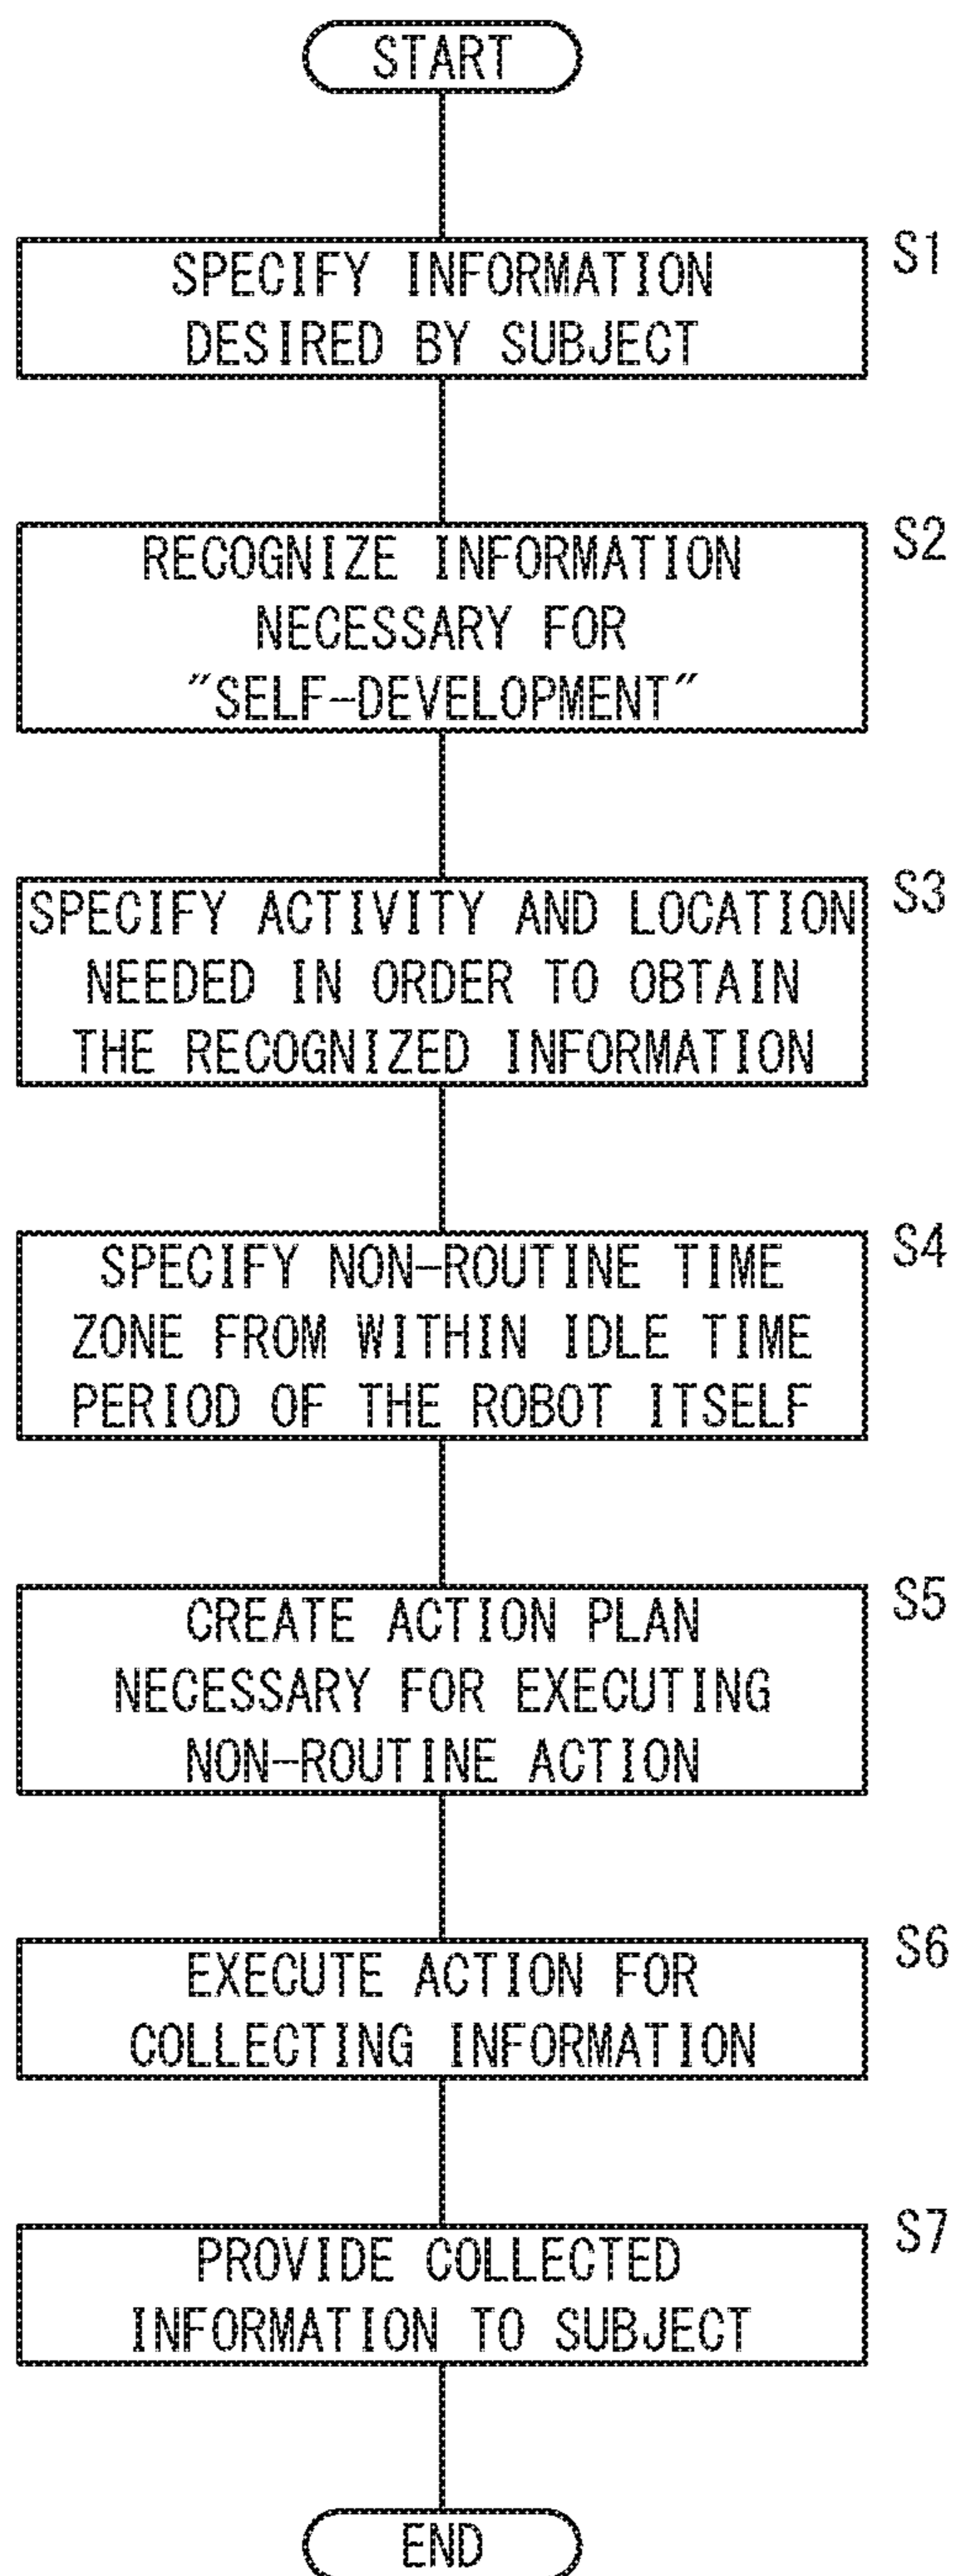 START
S1
SPECIFY INFORMATION
DESIRED BY SUBJECT
S2
RECOGNIZE INFORMATION
NECESSARY FOR
"SELF-DEVELOPMENT"
S3
SPECIFY ACTIVITY AND LOCATION
NEEDED IN ORDER TO OBTAIN
THE RECOGNIZED INFORMATION
S4
SPECIFY NON-ROUTINE TIME
ZONE FROM WITHIN IDLE TIME
PERIOD OF THE ROBOT ITSELF
S5
CREATE ACTION PLAN
NECESSARY FOR EXECUTING
NON-ROUTINE ACTION
S6
EXECUTE ACTION FOR
COLLECTING INFORMATION
S7
PROVIDE COLLECTED
INFORMATION TO SUBJECT
END